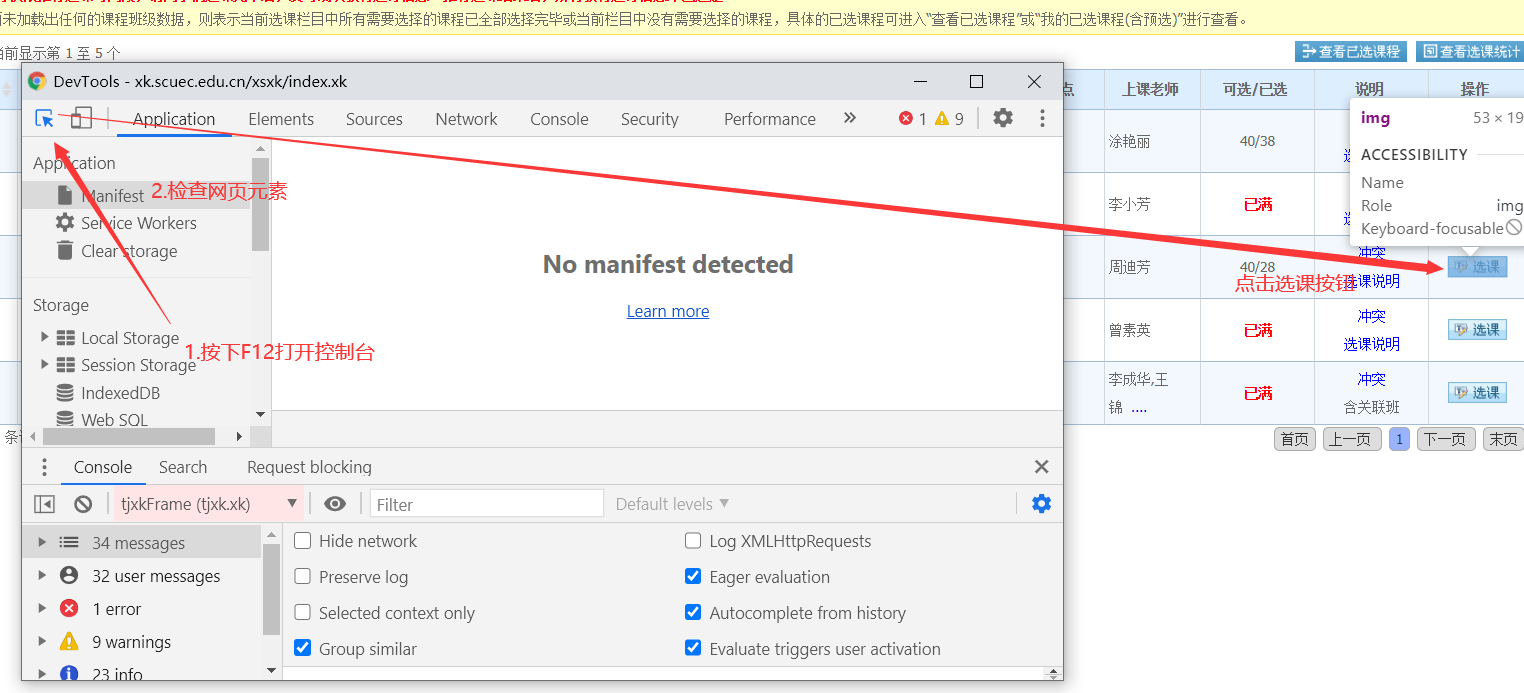 而未加载出任何的课程班级数据，则表示当前选课栏目中所有需要选择的课程已全部选择完毕或当前栏目中没有需要选择的课程，具体的已选课程可进入“查看已选课程”或“我的已选课程(含预选)”进行查看。
当前显示第 1 至 5 个
查看已选课程 查看选课统计
点 上课老师 可选/已选 说明 操作
涂艳丽 40/38
李小芳 已满
周迪芳 40/28 冲突
选课说明 选课
曾素英 已满 冲突
选课说明 选课
李成华,王 已满 冲突 选课
锦 .... 含关联班
条
首页 上一页 1 下一页 末页
img 53 × 19
ACCESSIBILITY
Name
Role img
Keyboard-focusable
点击选课按钮
DevTools - xk.scuec.edu.cn/xsxk/index.xk
Application Elements Sources Network Console Security Performance » 1 9
Application
Manifest
2.检查网页元素
Service Workers
Clear storage
Storage
Local Storage
1.按下F12打开控制台
Session Storage
IndexedDB
Web SQL
No manifest detected
Learn more
Console Search Request blocking
tjxkFrame (tjxk.xk) Filter Default levels
34 messages
32 user messages
1 error
9 warnings
23 info
Hide network Log XMLHttpRequests
Preserve log Eager evaluation
Selected context only Autocomplete from history
Group similar Evaluate triggers user activation